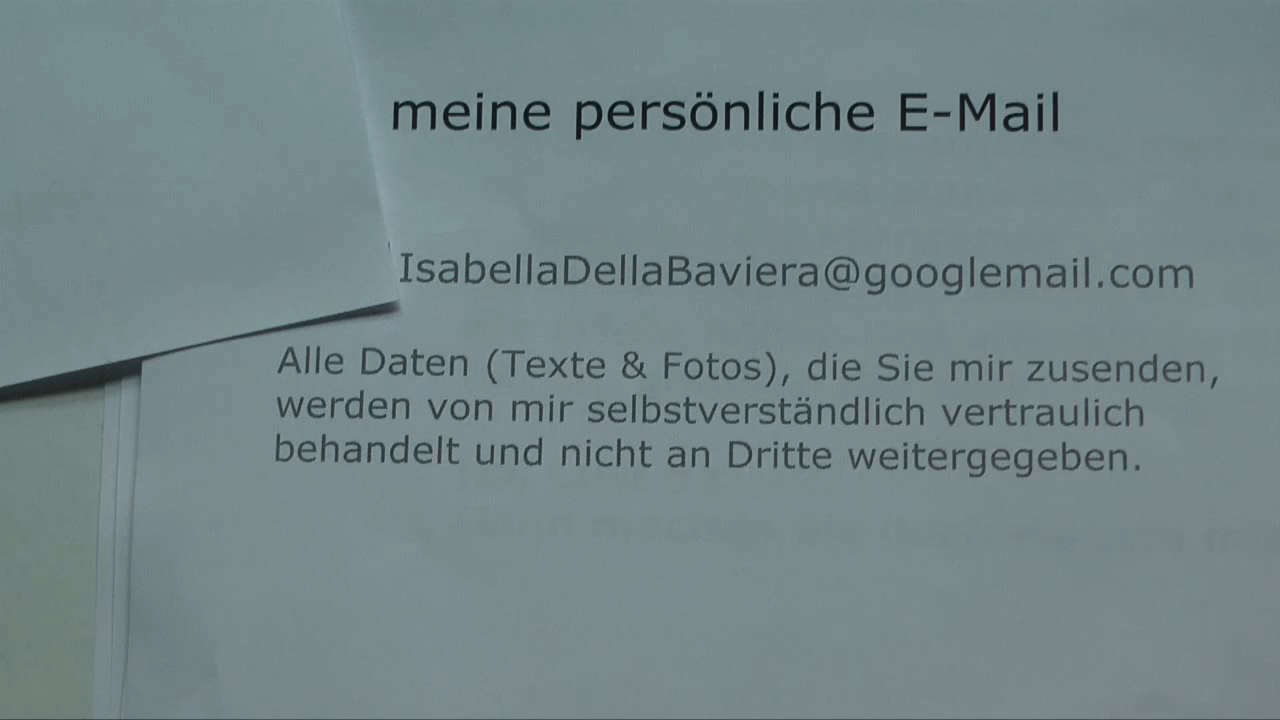 meine persönliche E-Mail
IsabellaDellaBaviera@googlemail.com
Alle Daten (Texte & Fotos), die Sie mir zusenden,
werden von mir selbstverständlich vertraulich
behandelt und nicht an Dritte weitergegeben.